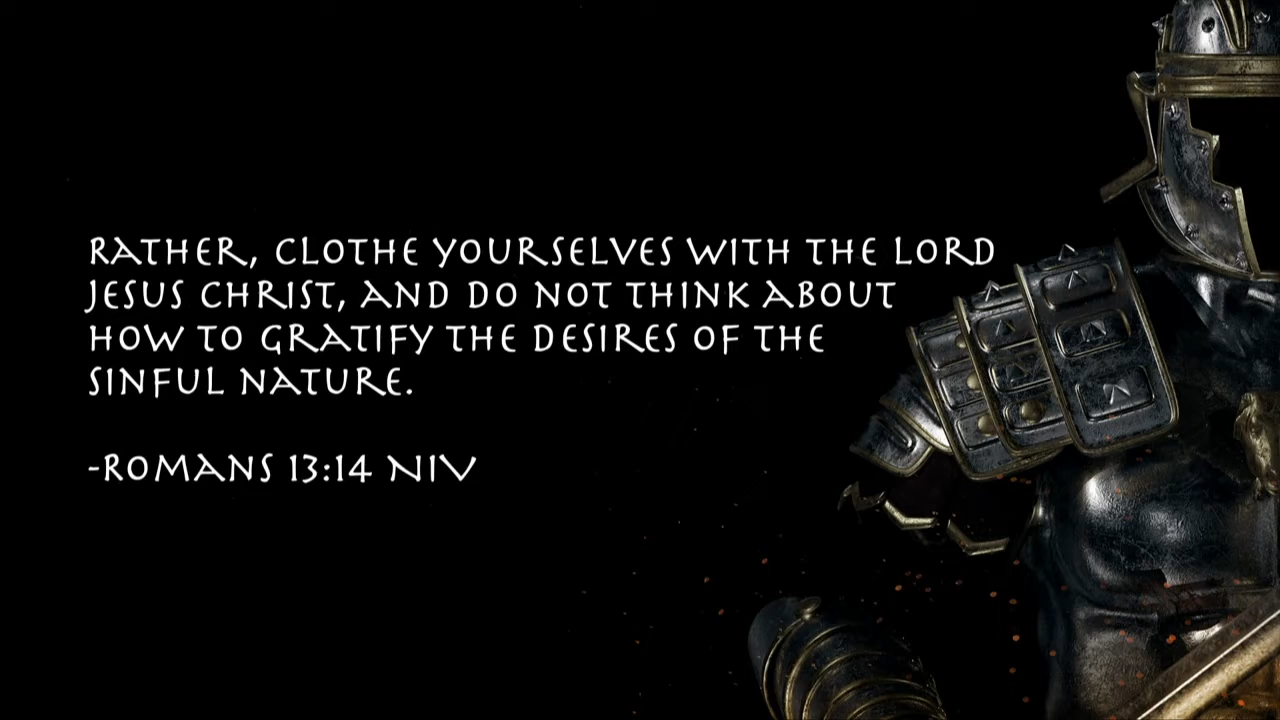 RATHER, CLOTHE YOURSELVES WITH THE LORD
JESUS CHRIST, AND DO NOT THINK ABOUT
HOW TO GRATIFY THE DESIRES OF THE
SINFUL NATURE.
-ROMANS 13:14 NIV